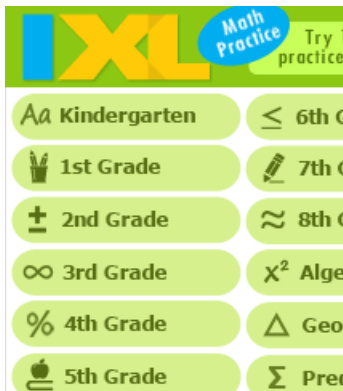 IXL
Math
Practice
Try
practice
Aa Kindergarten
1st Grade
± 2nd Grade
∞ 3rd Grade
% 4th Grade
5th Grade
≤ 6th
7th
≈ 8th
x² Alge
△ Geo
Σ Prec